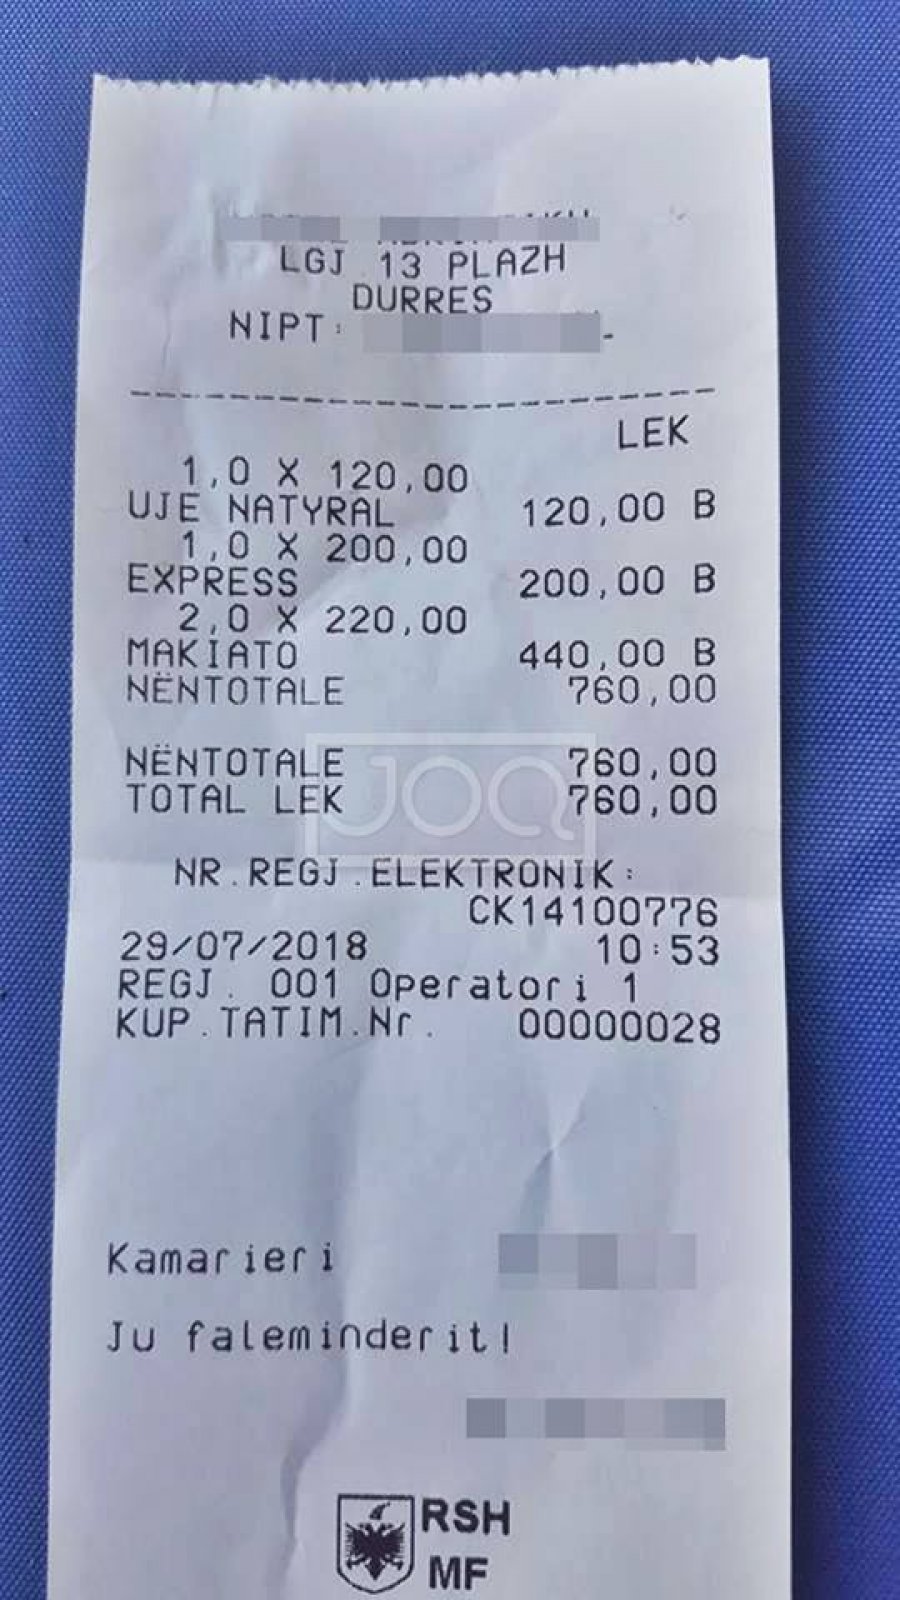 LGJ. 13 PLAZH
DURRES
NIPT:
LEK
1,0 X 120,00
UJE NATYRAL 120,00 B
1,0 X 200,00
EXPRESS 200,00 B
2,0 X 220,00
MAKIATO 440,00 B
NËNTOTALE 760,00
NËNTOTALE 760,00
TOTAL LEK 760,00
JOQ
NR.REGJ.ELEKTRONIK:
CK14100776
29/07/2018 10:53
REGJ. 001 Operatori 1
KUP.TATIM.Nr. 00000028
Kamarieri
Ju faleminderit!
RSH
MF